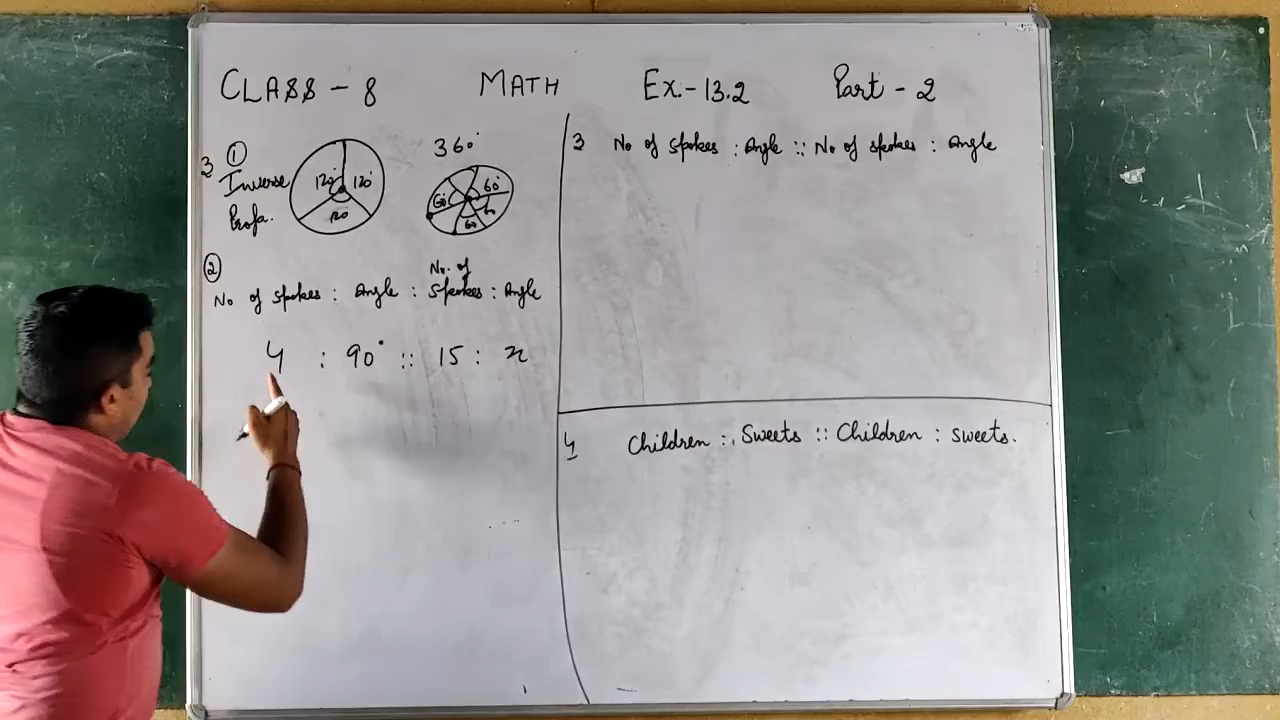 CLASS - 8 MATH Ex.- 13.2 Part - 2
3 ①
Inverse
120° 120°
120
36°
60° 60° 60 60
②
No of spokes : Angle : No. of Spokes : Angle
4 : 90° :: 15 : x
3 No of spokes : Angle :: No of spokes : Angle
4 Children : Sweets :: Children : sweets.